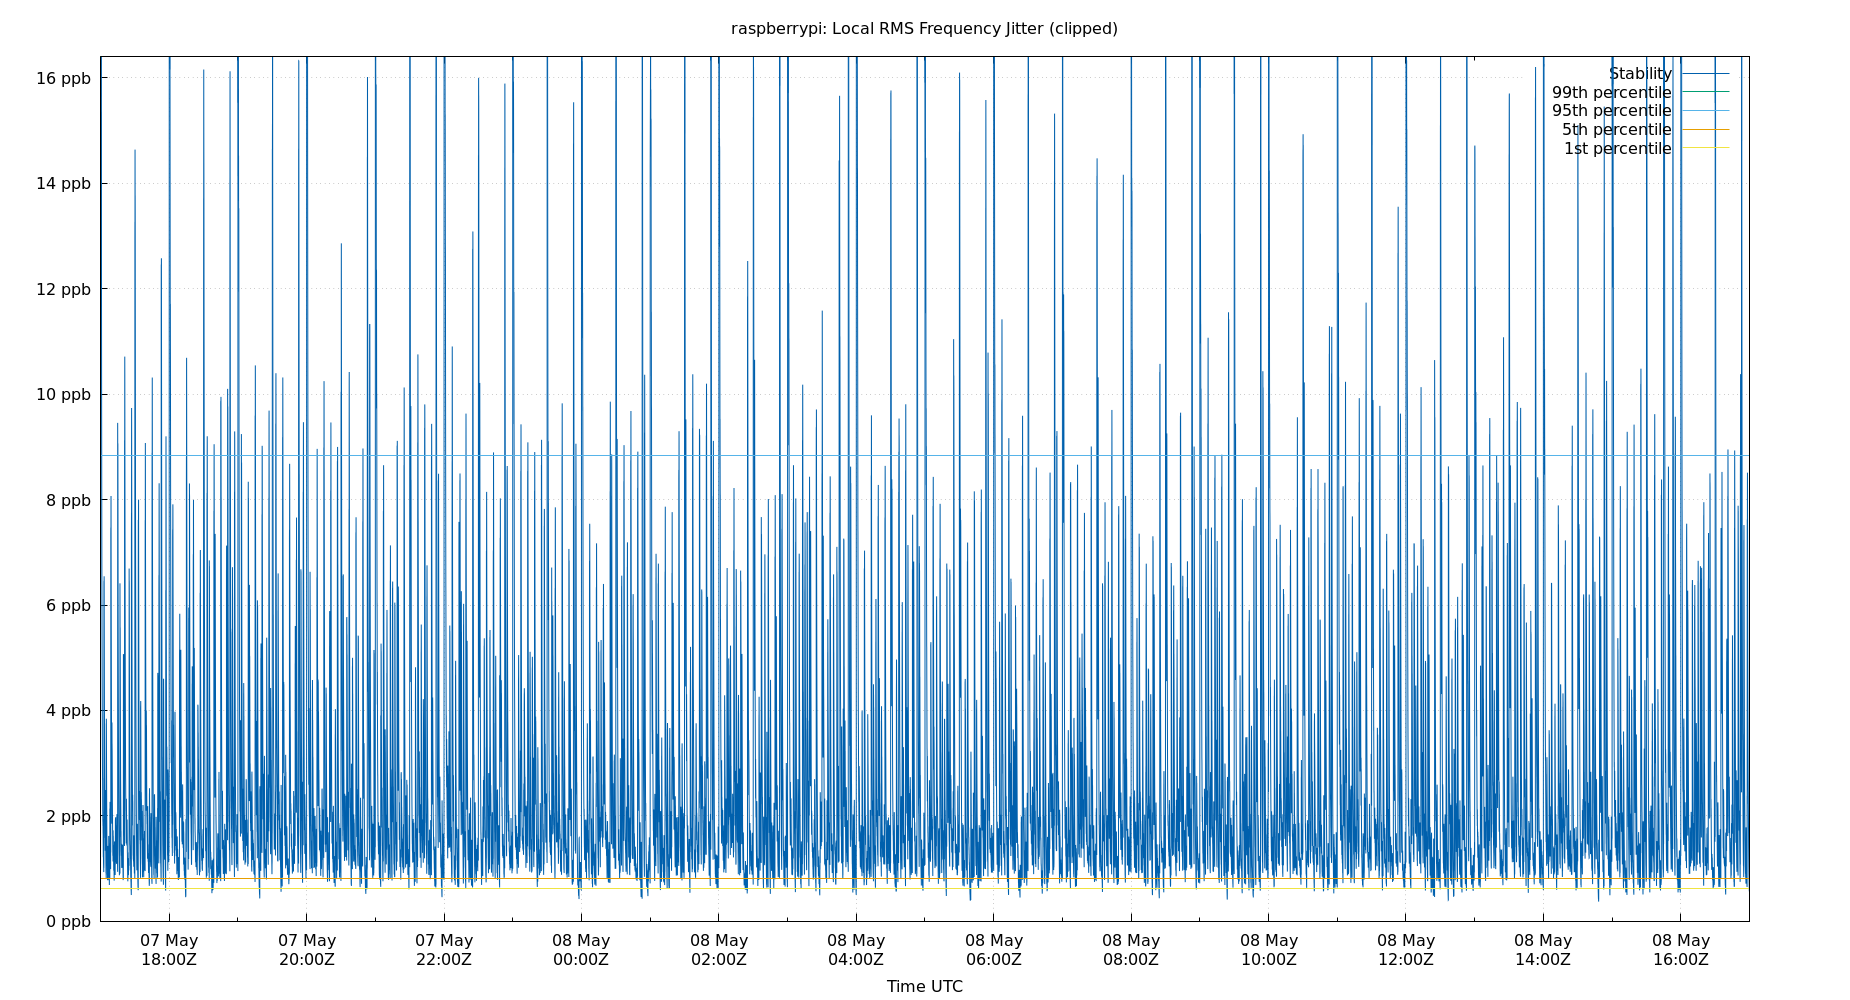 raspberrypi: Local RMS Frequency Jitter (clipped)
16 ppb
14 ppb
12 ppb
10 ppb
8 ppb
6 ppb
4 ppb
2 ppb
0 ppb
Stability
99th percentile
95th percentile
5th percentile
1st percentile
07 May 07 May 07 May 08 May 08 May 08 May 08 May 08 May 08 May 08 May 08 May 08 May
18:00Z 20:00Z 22:00Z 00:00Z 02:00Z 04:00Z 06:00Z 08:00Z 10:00Z 12:00Z 14:00Z 16:00Z
Time UTC